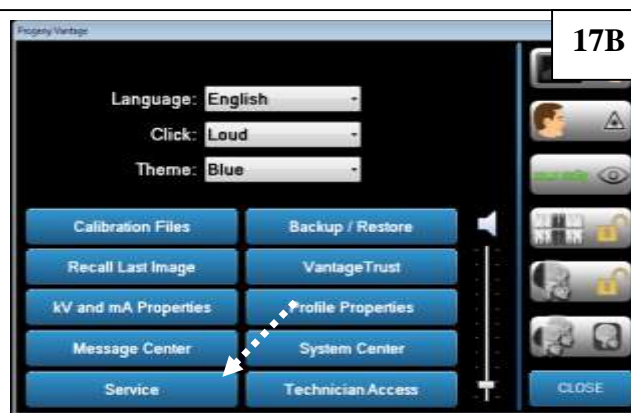 Progeny Vantage
17B
Language: English
Click: Loud
Theme: Blue
Calibration Files
Backup / Restore
Recall Last Image
VantageTrust
kV and mA Properties
Profile Properties
Message Center
System Center
Service
Technician Access
CLOSE